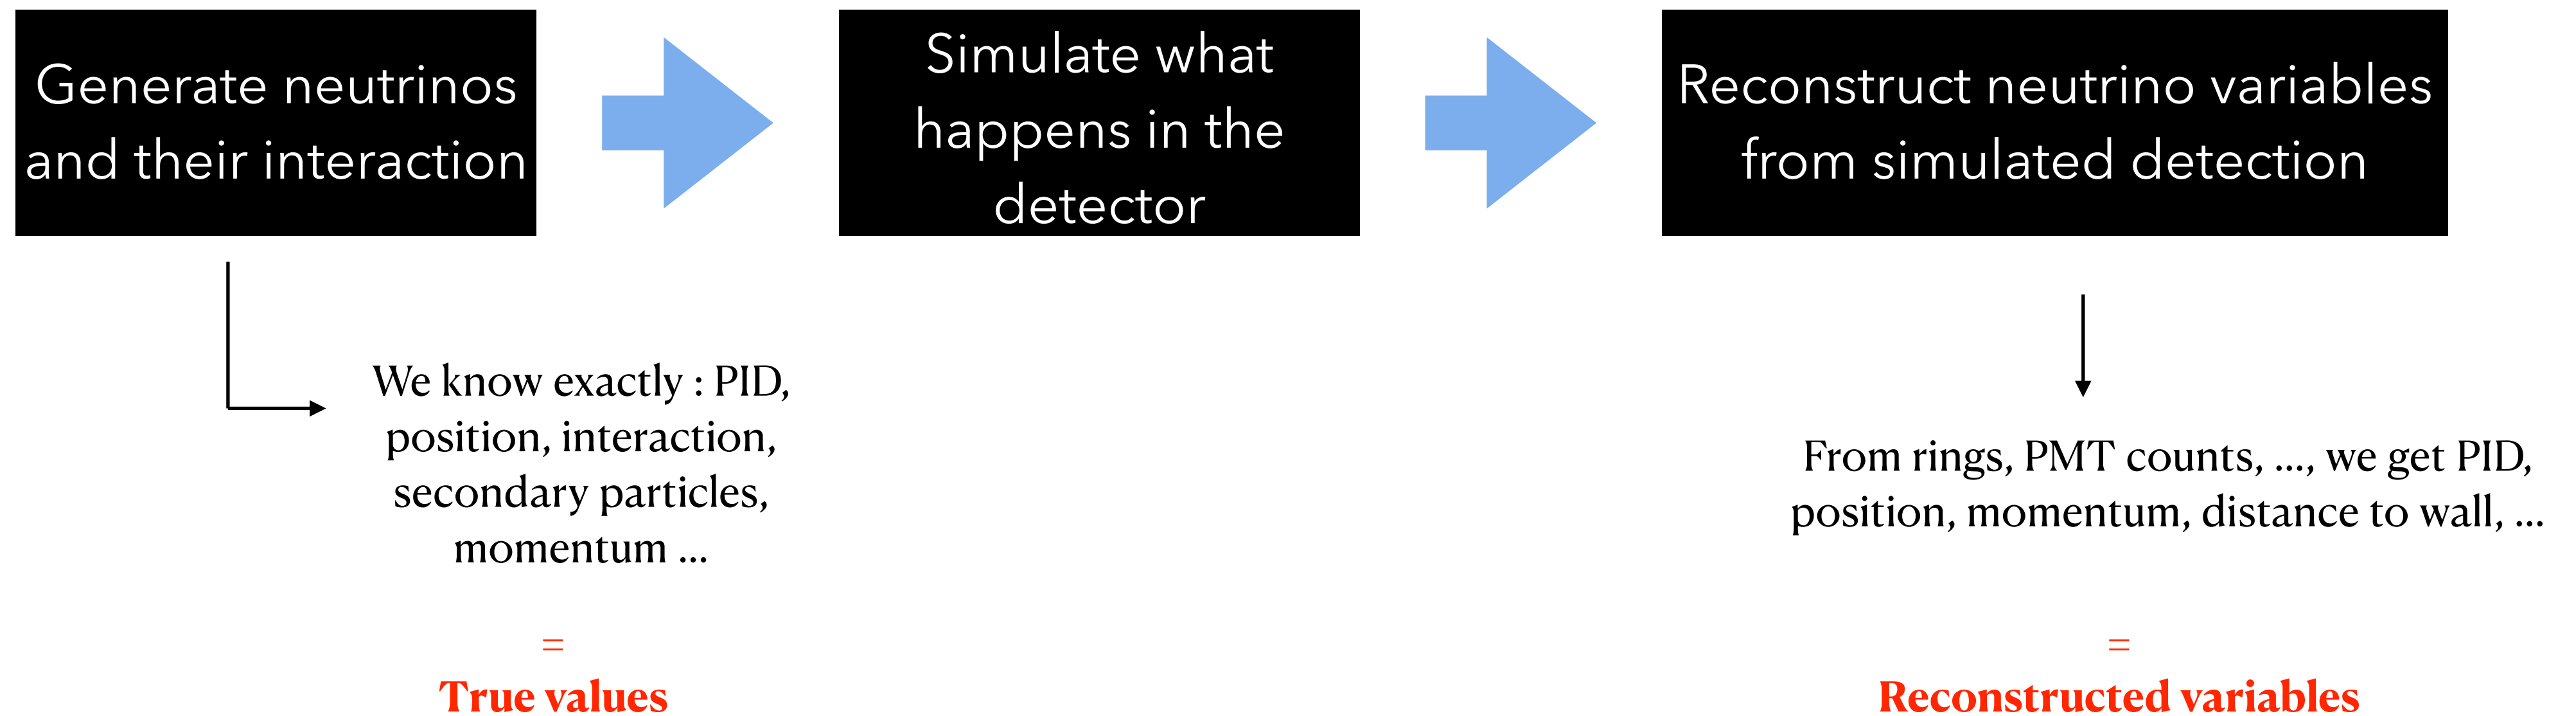 Generate neutrinos
and their interaction
Simulate what
happens in the
detector
Reconstruct neutrino variables
from simulated detection
We know exactly : PID,
position, interaction,
secondary particles,
momentum ...
=
True values
From rings, PMT counts, ..., we get PID,
position, momentum, distance to wall, ...
=
Reconstructed variables